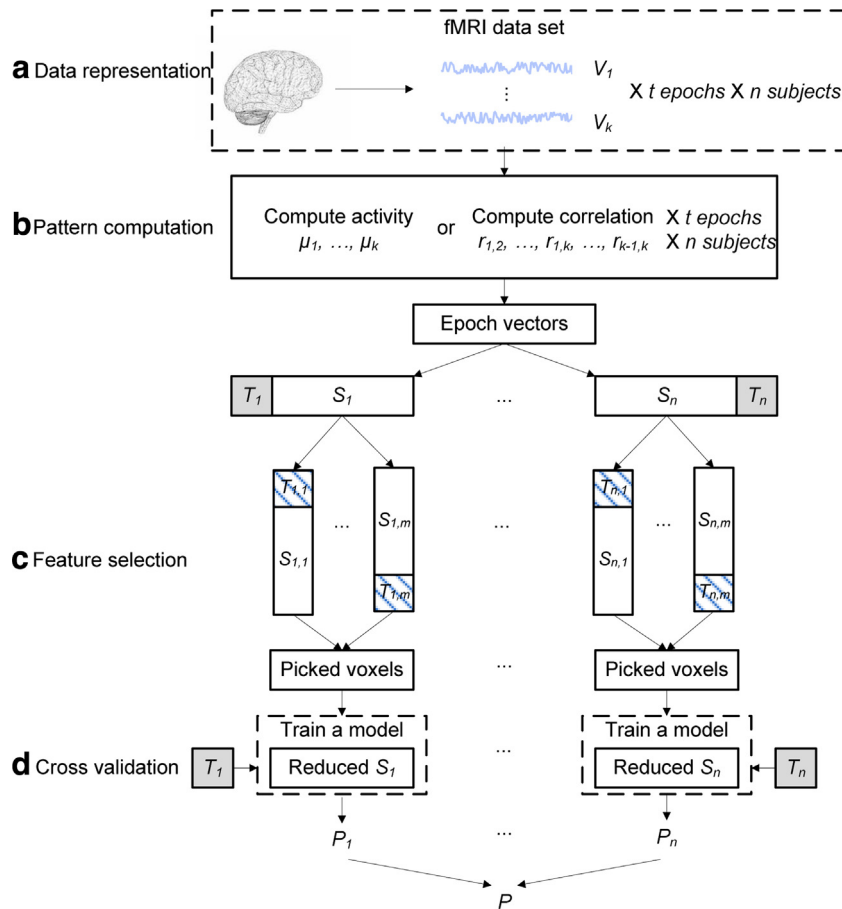 fMRI data set
a Data representation
V1
⋮
X t epochs X n subjects
Vk
b Pattern computation
Compute activity or Compute correlation X t epochs
μ1, ..., μk r1,2, ..., r1,k, ..., rk-1,k X n subjects
Epoch vectors
T1 S1 ... Sn Tn
T1,1 Tn,1
... S1,m ... ... Sn,m
c Feature selection
S1,1 Sn,1
T1,m Tn,m
Picked voxels ... Picked voxels
Train a model Train a model
...
d Cross validation
T1 Reduced S1 Reduced Sn Tn
P1 ... Pn
P